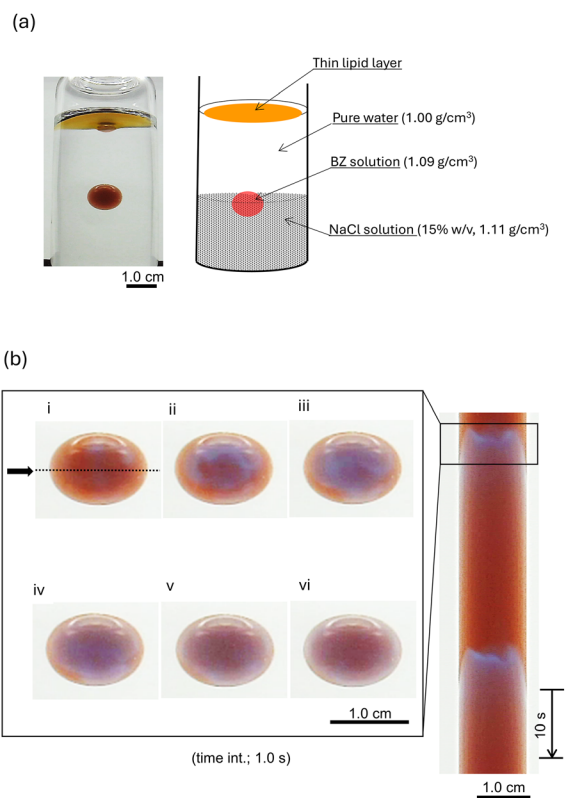 (a)
Thin lipid layer
Pure water (1.00 g/cm³)
BZ solution (1.09 g/cm³)
NaCl solution (15% w/v, 1.11 g/cm³)
1.0 cm
(b)
i
ii
iii
iv
v
vi
1.0 cm
(time int.; 1.0 s)
10 s
1.0 cm